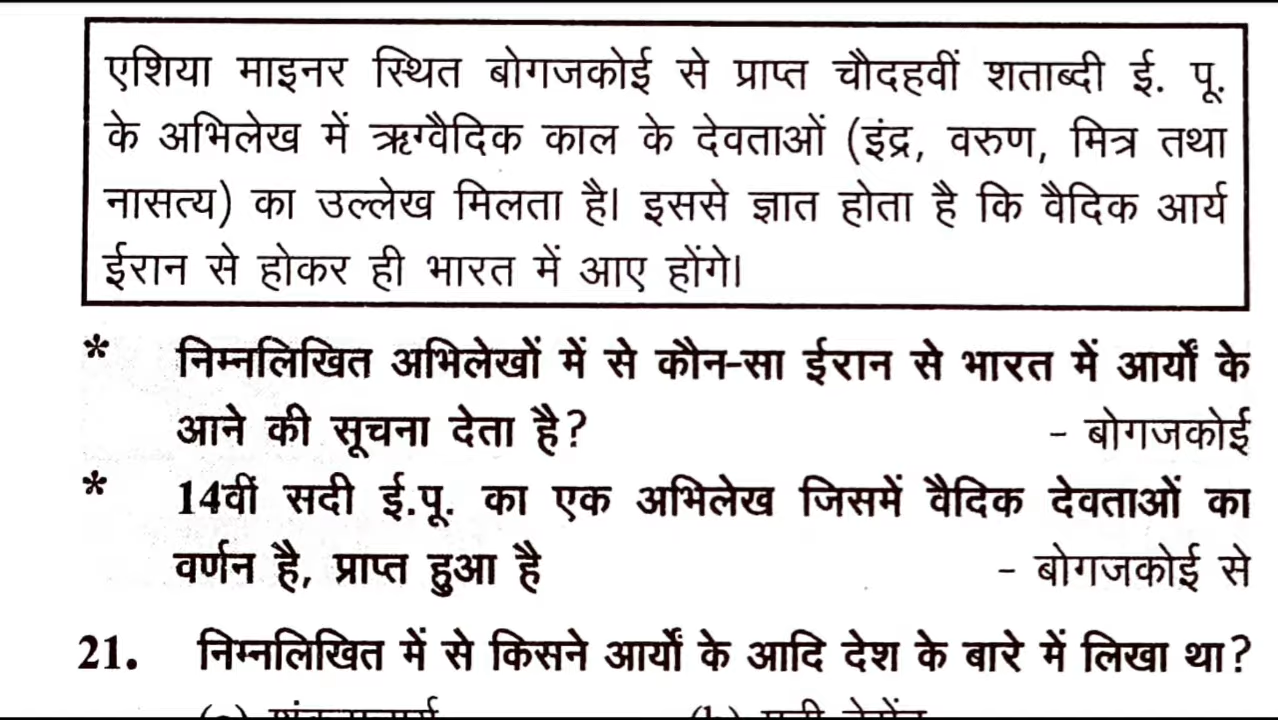 एशिया माइनर स्थित बोगजकोई से प्राप्त चौदहवीं शताब्दी ई. पू.
के अभिलेख में ऋग्वैदिक काल के देवताओं (इंद्र, वरुण, मित्र तथा
नासत्य) का उल्लेख मिलता है। इससे ज्ञात होता है कि वैदिक आर्य
ईरान से होकर ही भारत में आए होंगे।
* निम्नलिखित अभिलेखों में से कौन-सा ईरान से भारत में आर्यों के
आने की सूचना देता है? - बोगजकोई
* 14वीं सदी ई.पू. का एक अभिलेख जिसमें वैदिक देवताओं का
वर्णन है, प्राप्त हुआ है - बोगजकोई से
21. निम्नलिखित में से किसने आर्यों के आदि देश के बारे में लिखा था?